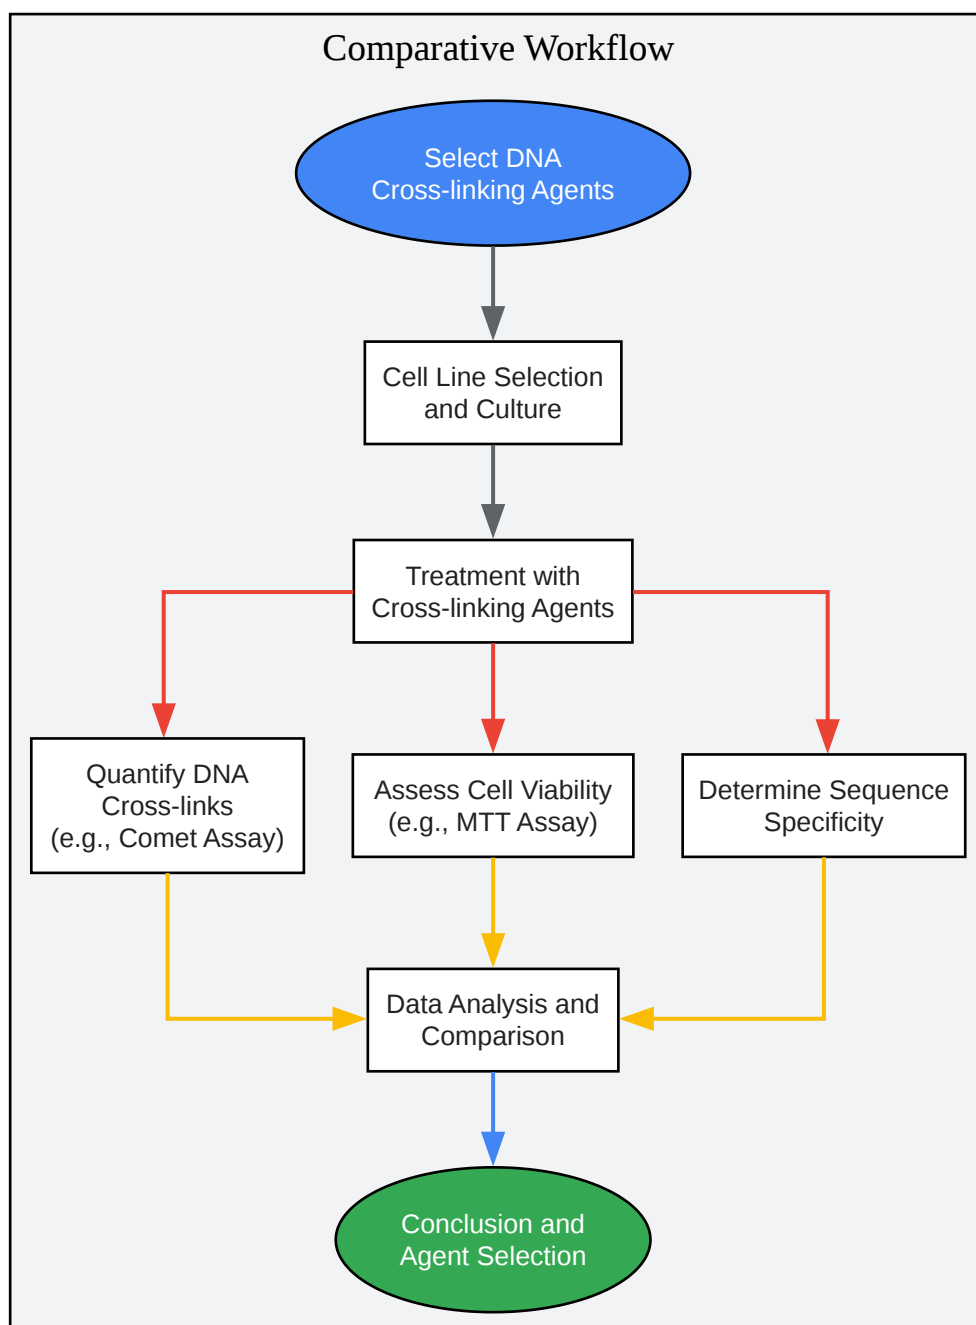 Comparative Workflow
Select DNA
Cross-linking Agents
Cell Line Selection
and Culture
Treatment with
Cross-linking Agents
Quantify DNA
Cross-links
(e.g., Comet Assay)
Assess Cell Viability
(e.g., MTT Assay)
Determine Sequence
Specificity
Data Analysis and
Comparison
Conclusion and
Agent Selection